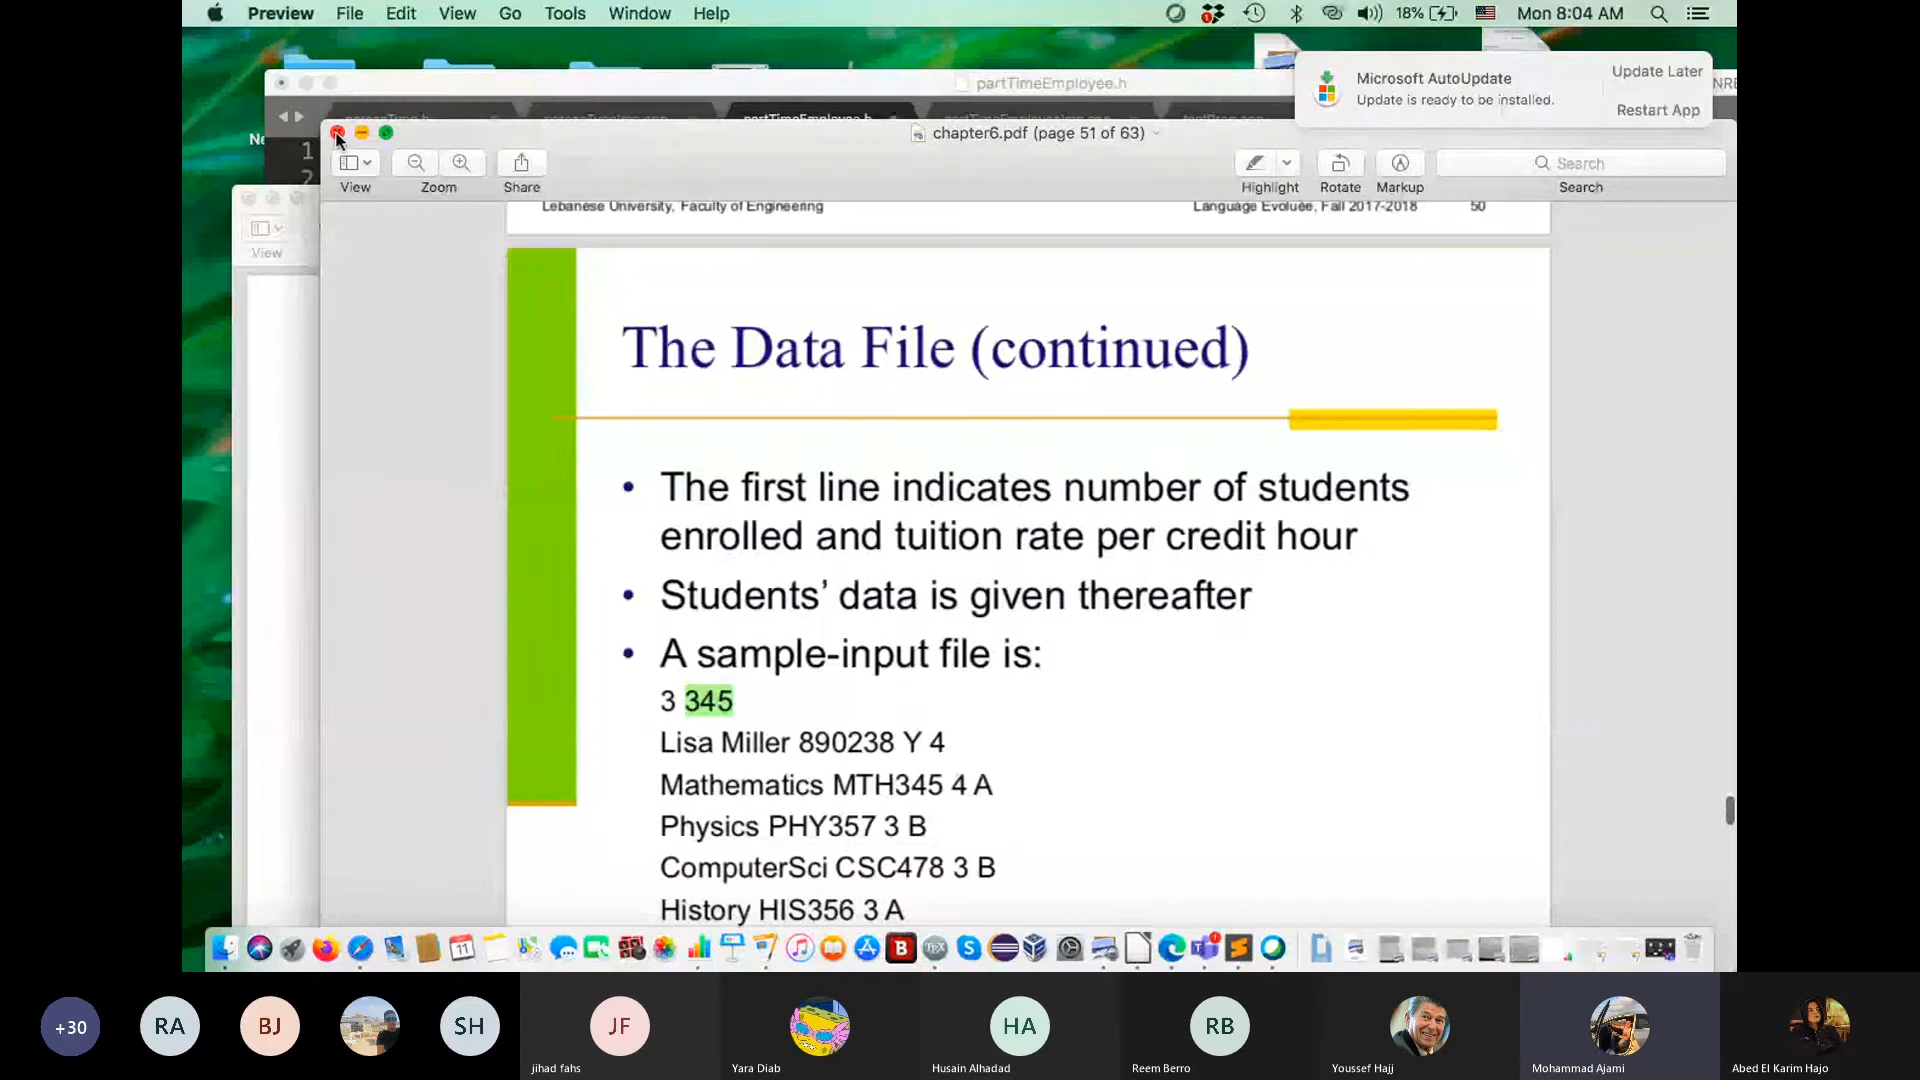 Preview File Edit View Go Tools Window Help
18% Mon 8:04 AM
partTimeEmployee.h
Microsoft AutoUpdate
Update is ready to be installed.
Update Later
Restart App
partTimeEmployee.h
1
2
chapter6.pdf (page 51 of 63)
View Zoom Share
Highlight Rotate Markup Search
Search
View
Lebanese University, Faculty of Engineering Language Evoluée, Fall 2017-2018 50
The Data File (continued)
• The first line indicates number of students
enrolled and tuition rate per credit hour
• Students’ data is given thereafter
• A sample-input file is:
3 345
Lisa Miller 890238 Y 4
Mathematics MTH345 4 A
Physics PHY357 3 B
ComputerSci CSC478 3 B
History HIS356 3 A
+30 RA BJ SH JF HA RB
jihad fahs Yara Diab Husain Alhadad Reem Berro Youssef Hajj Mohammad Ajami Abed El Karim Hajo